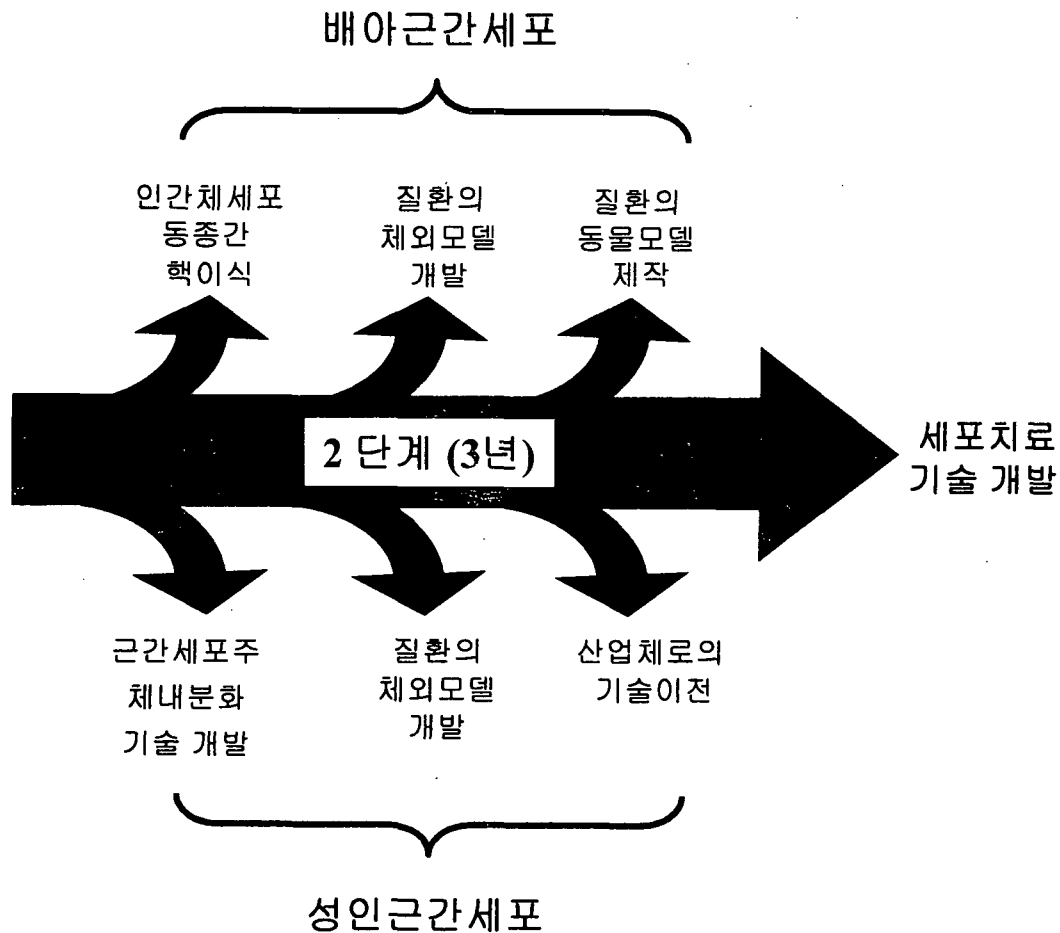 배아근간세포
인간체세포
동종간
핵이식
질환의
체외모델
개발
질환의
동물모델
제작
2 단계 (3년)
세포치료
기술 개발
근간세포주
체내분화
기술 개발
질환의
체외모델
개발
산업체로의
기술이전
성인근간세포